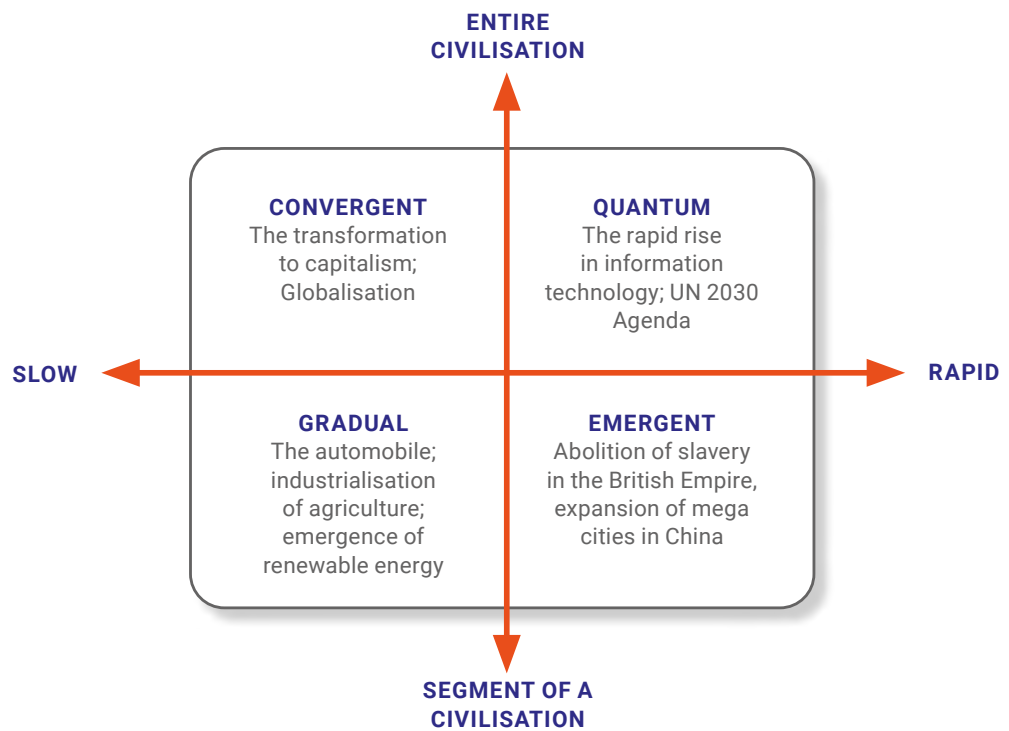 ENTIRE
CIVILISATION
CONVERGENT
The transformation
to capitalism;
Globalisation
QUANTUM
The rapid rise
in information
technology; UN 2030
Agenda
SLOW
RAPID
GRADUAL
The automobile;
industrialisation
of agriculture;
emergence of
renewable energy
EMERGENT
Abolition of slavery
in the British Empire,
expansion of mega
cities in China
SEGMENT OF A
CIVILISATION